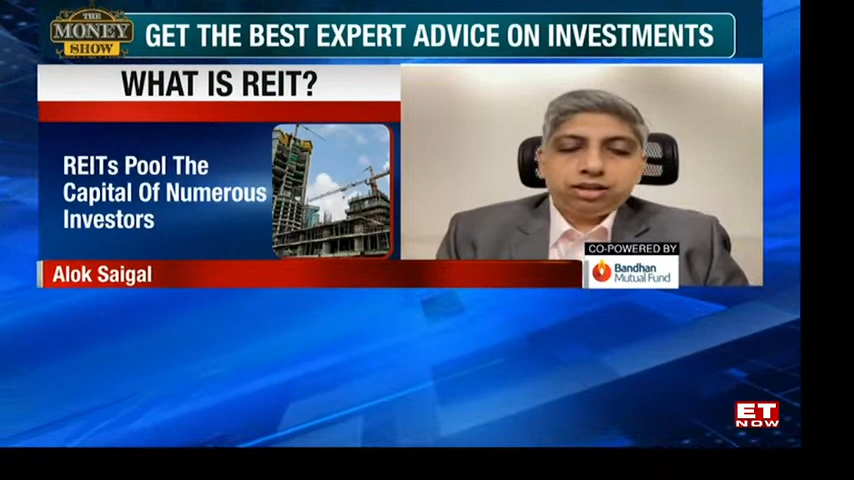 THE
MONEY
SHOW
GET THE BEST EXPERT ADVICE ON INVESTMENTS
WHAT IS REIT?
REITs Pool The
Capital Of Numerous
Investors
CO-POWERED BY
Bandhan
Mutual Fund
Alok Saigal
ET
NOW